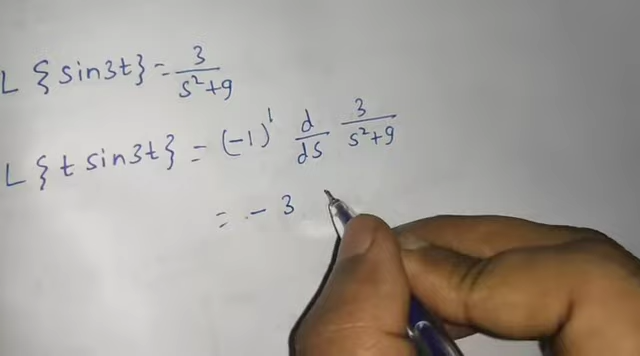 L {sin3t} = 3/(s²+9)
L {t sin3t} = (-1)¹ d/ds 3/(s²+9)
= - 3